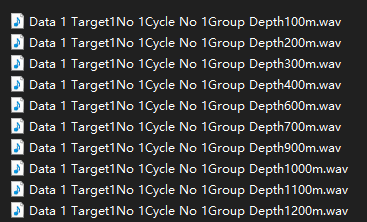 Data 1 Target1No 1Cycle No 1Group Depth100m.wav
Data 1 Target1No 1Cycle No 1Group Depth200m.wav
Data 1 Target1No 1Cycle No 1Group Depth300m.wav
Data 1 Target1No 1Cycle No 1Group Depth400m.wav
Data 1 Target1No 1Cycle No 1Group Depth600m.wav
Data 1 Target1No 1Cycle No 1Group Depth700m.wav
Data 1 Target1No 1Cycle No 1Group Depth900m.wav
Data 1 Target1No 1Cycle No 1Group Depth1000m.wav
Data 1 Target1No 1Cycle No 1Group Depth1100m.wav
Data 1 Target1No 1Cycle No 1Group Depth1200m.wav